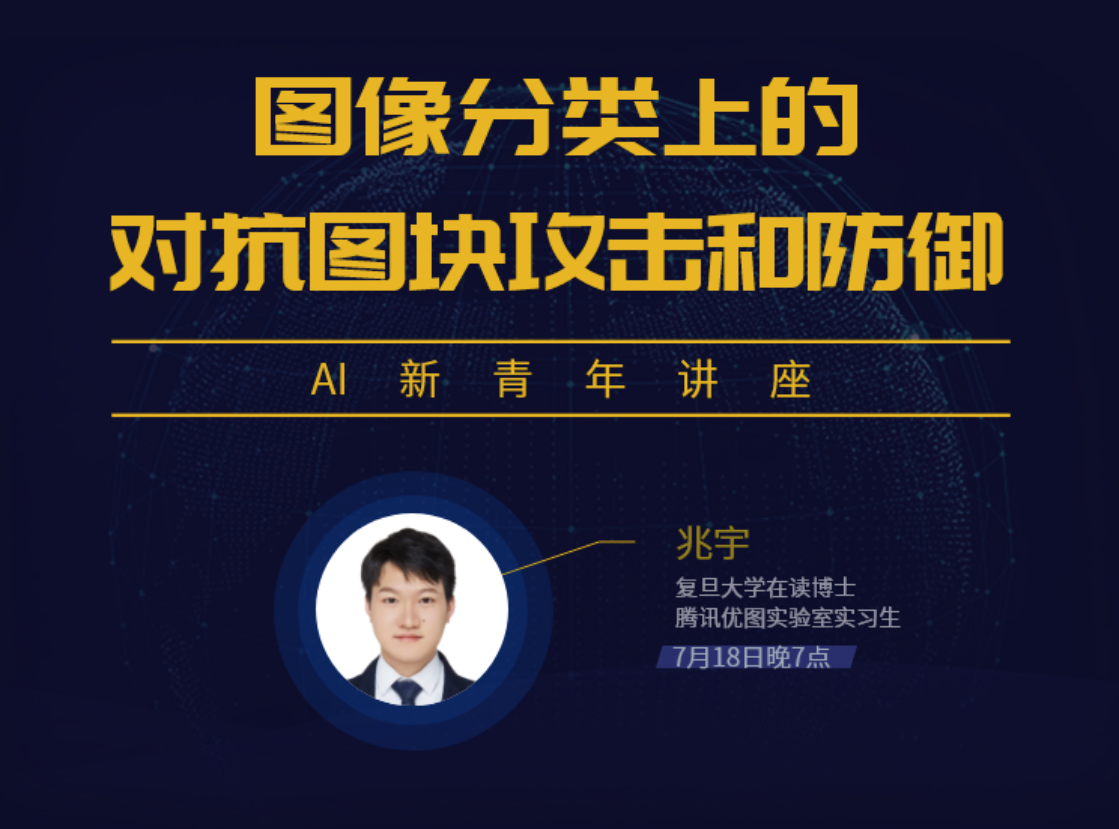 图像分类上的
对抗图块攻击和防御
AI新青年讲座
兆宇
复旦大学在读博士
腾讯优图实验室实习生
7月18日晚7点